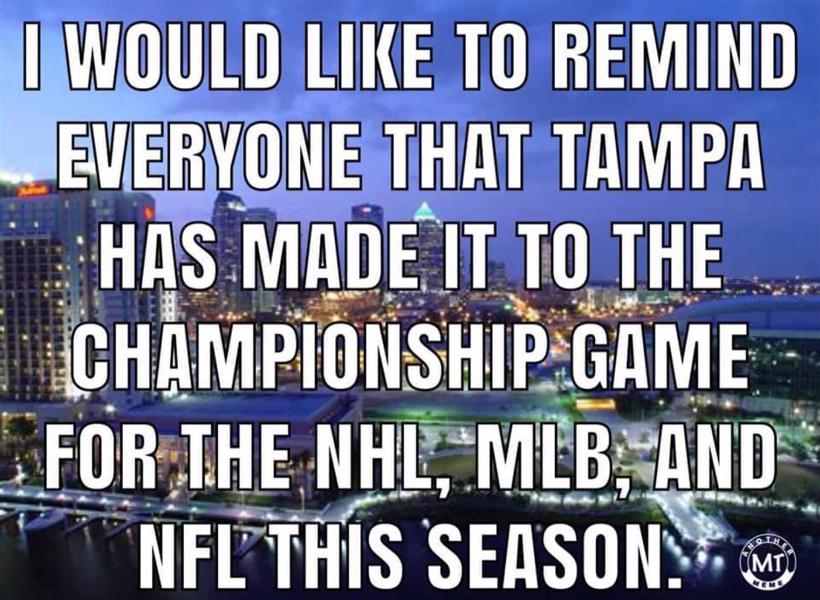 I WOULD LIKE TO REMIND
EVERYONE THAT TAMPA
HAS MADE IT TO THE
CHAMPIONSHIP GAME
FOR THE NHL, MLB, AND
NFL THIS SEASON.
ANOTHER
MT
MEME